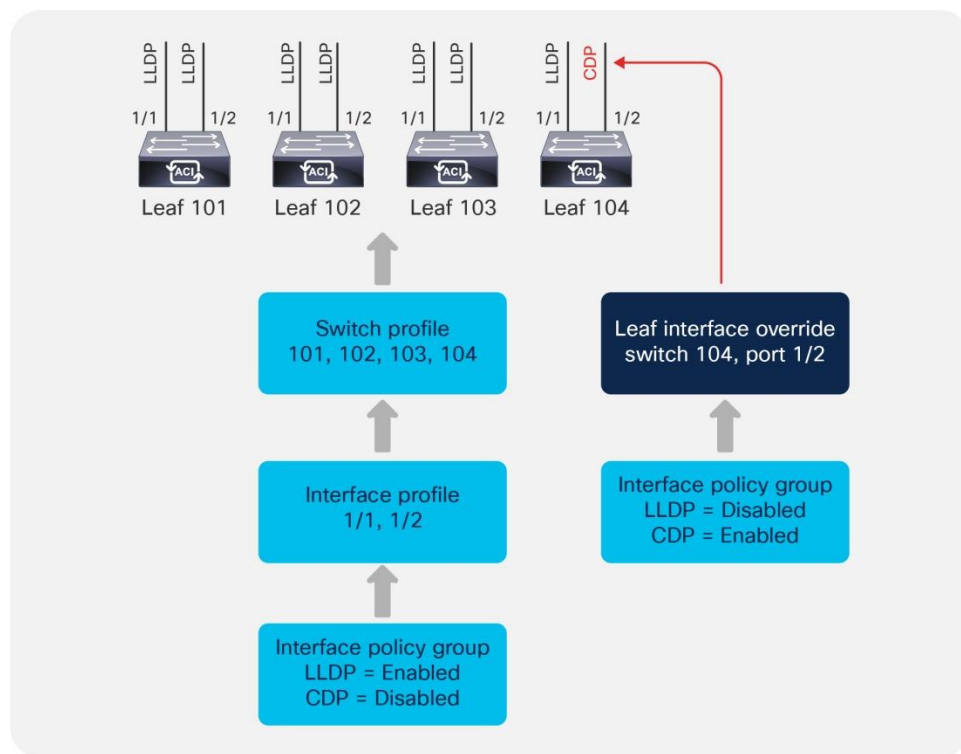 LLDP
LLDP
LLDP
LLDP
LLDP
LLDP
LLDP
CDP
1/1
1/2
1/1
1/2
1/1
1/2
1/1
1/2
ACI
ACI
ACI
ACI
Leaf 101
Leaf 102
Leaf 103
Leaf 104
Switch profile
101, 102, 103, 104
Leaf interface override
switch 104, port 1/2
Interface profile
1/1, 1/2
Interface policy group
LLDP = Disabled
CDP = Enabled
Interface policy group
LLDP = Enabled
CDP = Disabled